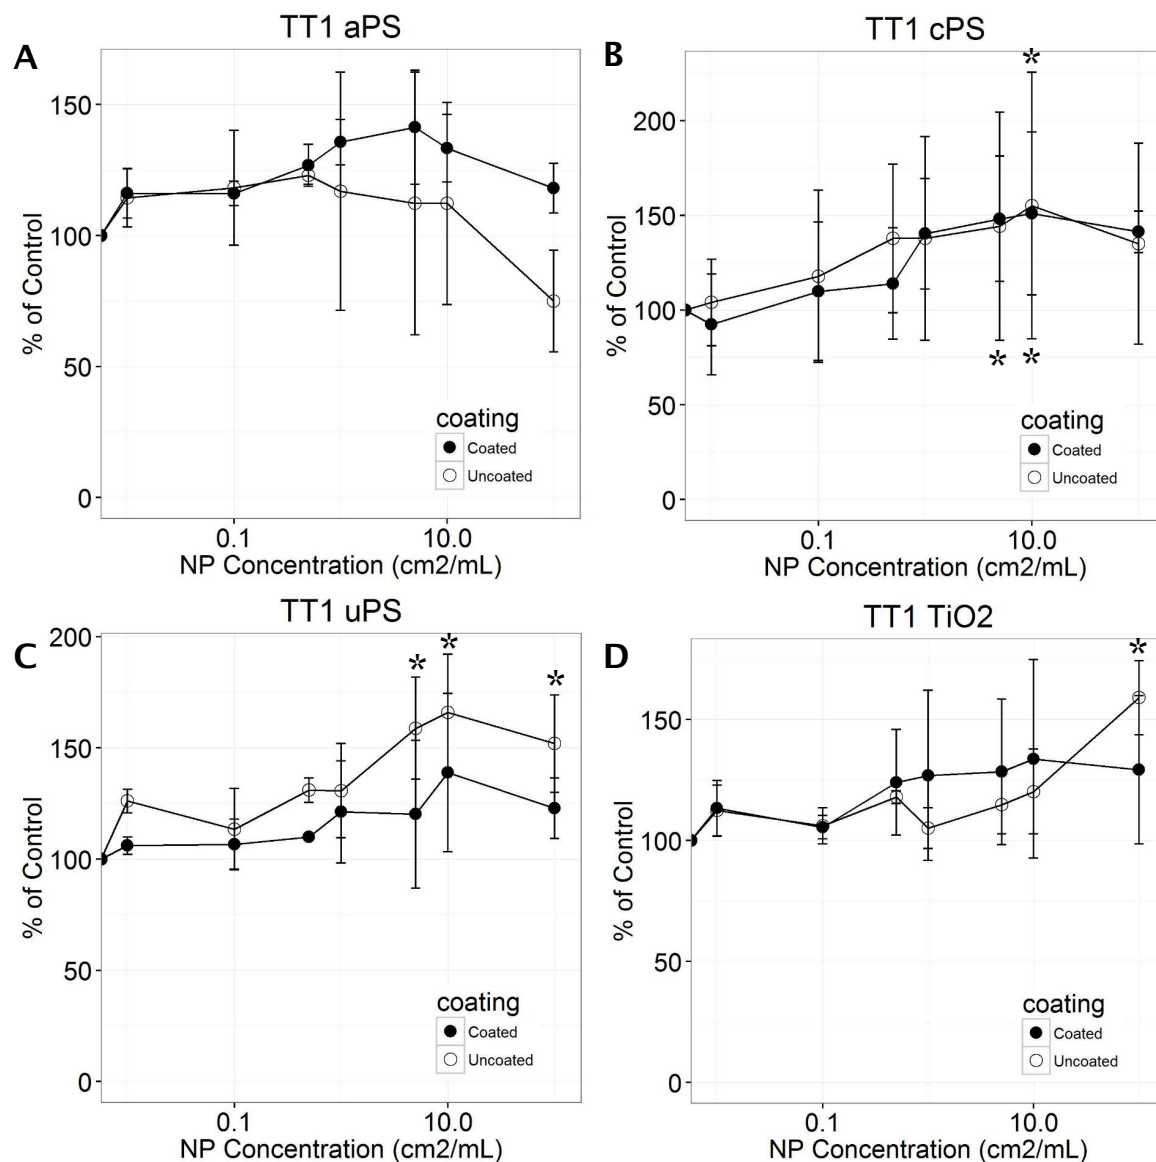 A
TT1 aPS
% of Control
150
100
50
0
coating
Coated
Uncoated
0.1
10.0
NP Concentration (cm2/mL)
B
TT1 cPS
% of Control
200
150
100
50
0
*
*
*
coating
Coated
Uncoated
0.1
10.0
NP Concentration (cm2/mL)
C
TT1 uPS
% of Control
200
150
100
50
0
*
*
*
coating
Coated
Uncoated
0.1
10.0
NP Concentration (cm2/mL)
D
TT1 TiO2
% of Control
150
100
50
0
*
coating
Coated
Uncoated
0.1
10.0
NP Concentration (cm2/mL)